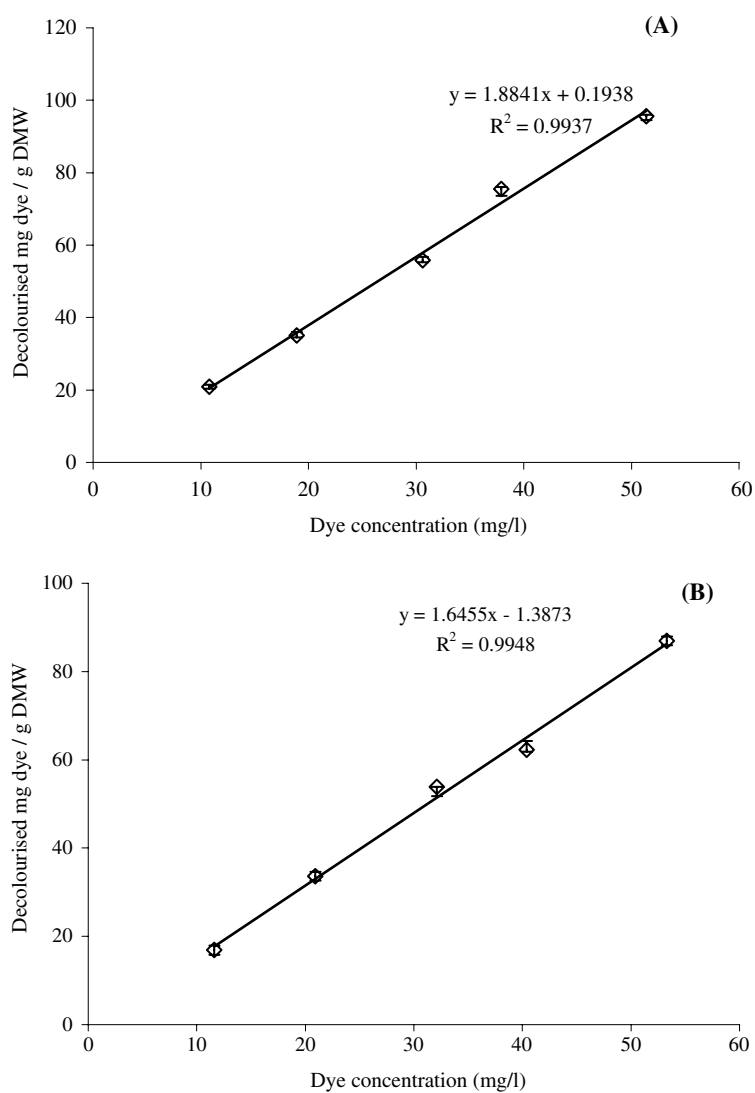 (A)
120
100
80
60
40
20
0
y = 1.8841x + 0.1938
R² = 0.9937
Decolourised mg dye / g DMW
0 10 20 30 40 50 60
Dye concentration (mg/l)
(B)
100
80
60
40
20
0
y = 1.6455x - 1.3873
R² = 0.9948
Decolourised mg dye / g DMW
0 10 20 30 40 50 60
Dye concentration (mg/l)